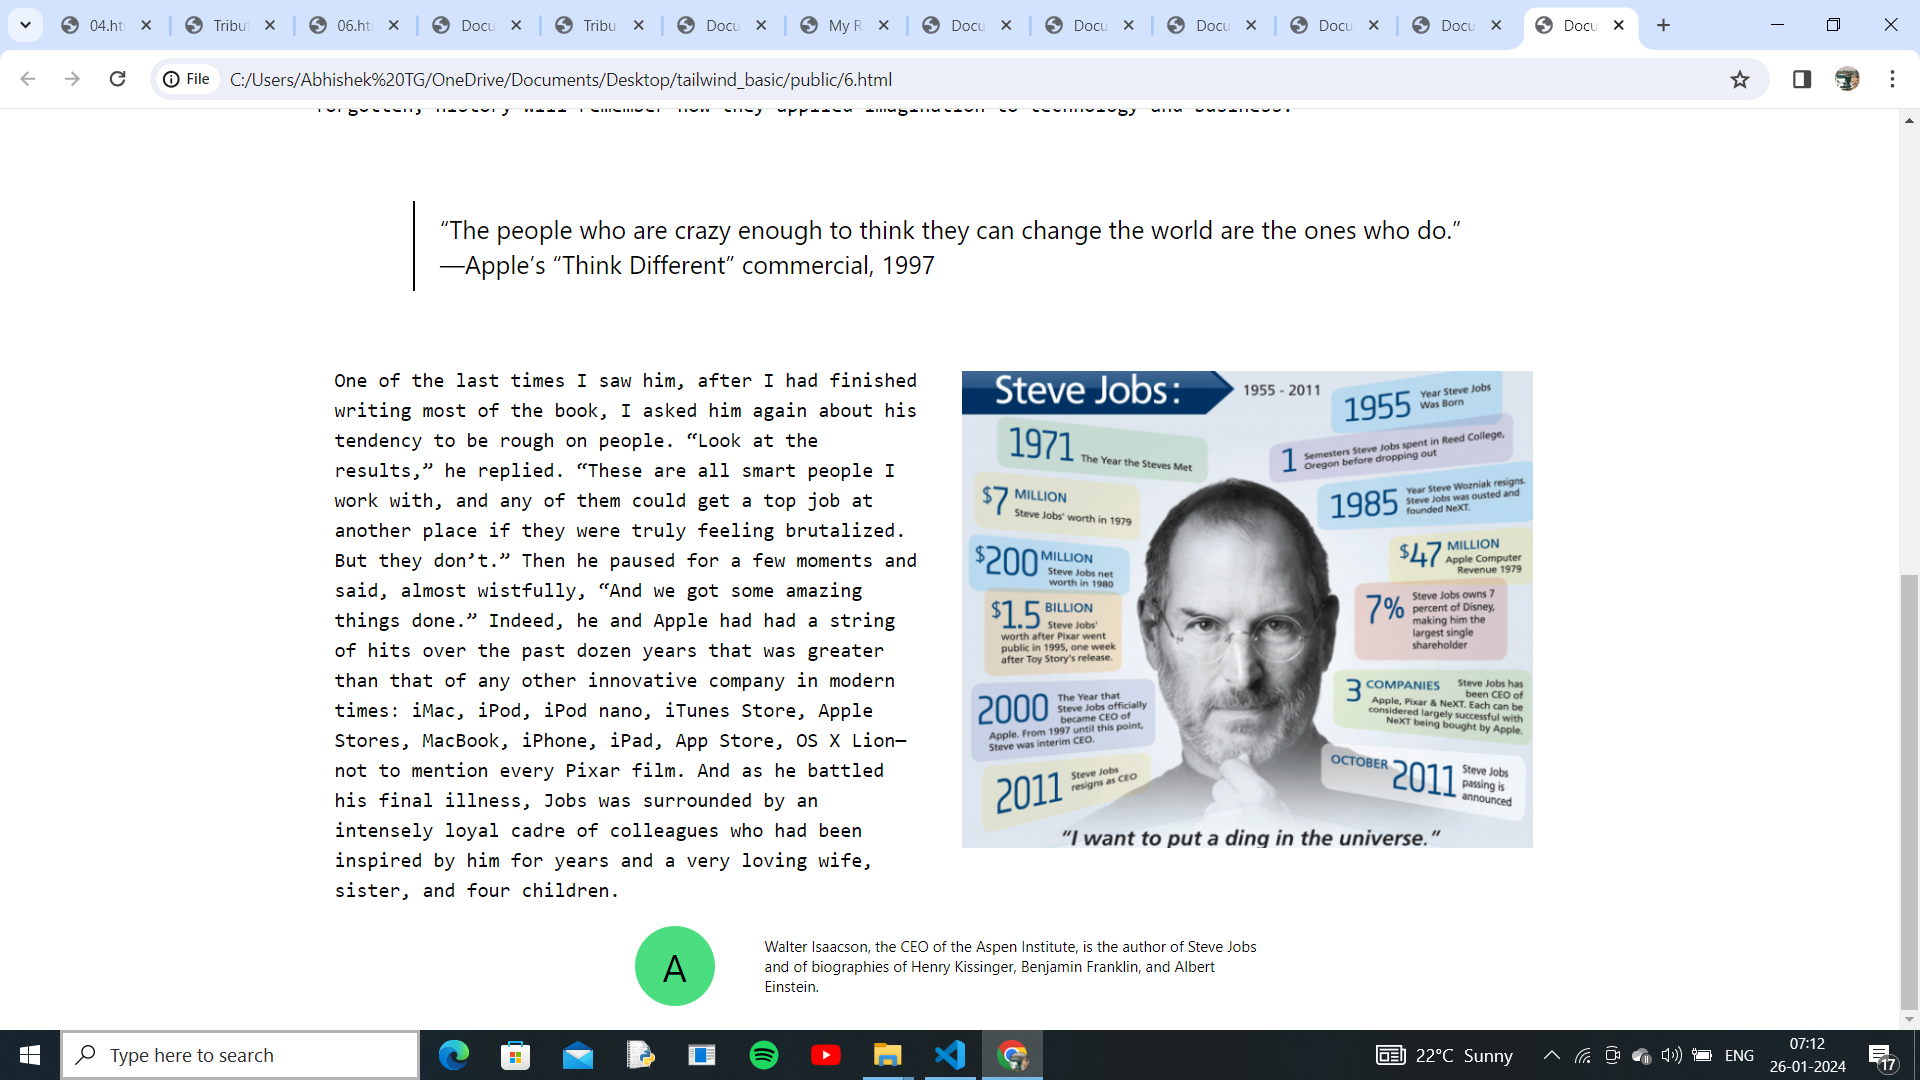 04.ht
Tribu
06.ht
Docu
Tribu
Docu
My R
Docu
Docu
Docu
Docu
Docu
Docu
File
C:/Users/Abhishek%20TG/OneDrive/Documents/Desktop/tailwind_basic/public/6.html
forgotten, history will remember how they applied imagination to technology and business.
“The people who are crazy enough to think they can change the world are the ones who do.”
—Apple’s “Think Different” commercial, 1997
One of the last times I saw him, after I had finished
writing most of the book, I asked him again about his
tendency to be rough on people. “Look at the
results,” he replied. “These are all smart people I
work with, and any of them could get a top job at
another place if they were truly feeling brutalized.
But they don’t.” Then he paused for a few moments and
said, almost wistfully, “And we got some amazing
things done.” Indeed, he and Apple had had a string
of hits over the past dozen years that was greater
than that of any other innovative company in modern
times: iMac, iPod, iPod nano, iTunes Store, Apple
Stores, MacBook, iPhone, iPad, App Store, OS X Lion—
not to mention every Pixar film. And as he battled
his final illness, Jobs was surrounded by an
intensely loyal cadre of colleagues who had been
inspired by him for years and a very loving wife,
sister, and four children.
Steve Jobs:
1955 - 2011
1971 The Year the Steves Met
$7 MILLION
Steve Jobs' worth in 1979
$200 MILLION
Steve Jobs net
worth in 1980
$1.5 BILLION
Steve Jobs'
worth after Pixar went
public in 1995, one week
after Toy Story's release.
2000 The Year that
Steve Jobs officially
became CEO of
Apple. From 1997 until this point,
Steve was interim CEO.
2011 Steve Jobs
resigns as CEO
1955 Year Steve Jobs
Was Born
1 Semesters Steve Jobs spent in Reed College,
Oregon before dropping out
1985 Year Steve Wozniak resigns.
Steve Jobs was ousted and
founded NeXT.
$47 MILLION
Apple Computer
Revenue 1979
7% Steve Jobs owns 7
percent of Disney,
making him the
largest single
shareholder
3 COMPANIES Steve Jobs has
been CEO of
Apple, Pixar & NeXT. Each can be
considered largely successful with
NeXT being bought by Apple.
OCTOBER 2011 Steve Jobs
passing is
announced
“I want to put a ding in the universe.”
A
Walter Isaacson, the CEO of the Aspen Institute, is the author of Steve Jobs
and of biographies of Henry Kissinger, Benjamin Franklin, and Albert
Einstein.
Type here to search
22°C Sunny
ENG
07:12
26-01-2024
17